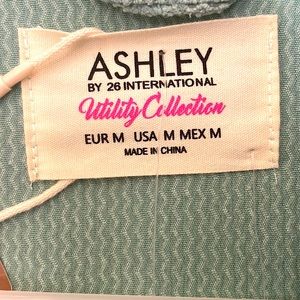 ASHLEY
BY 26 INTERNATIONAL
Utility Collection
EUR M USA M MEX M
MADE IN CHINA